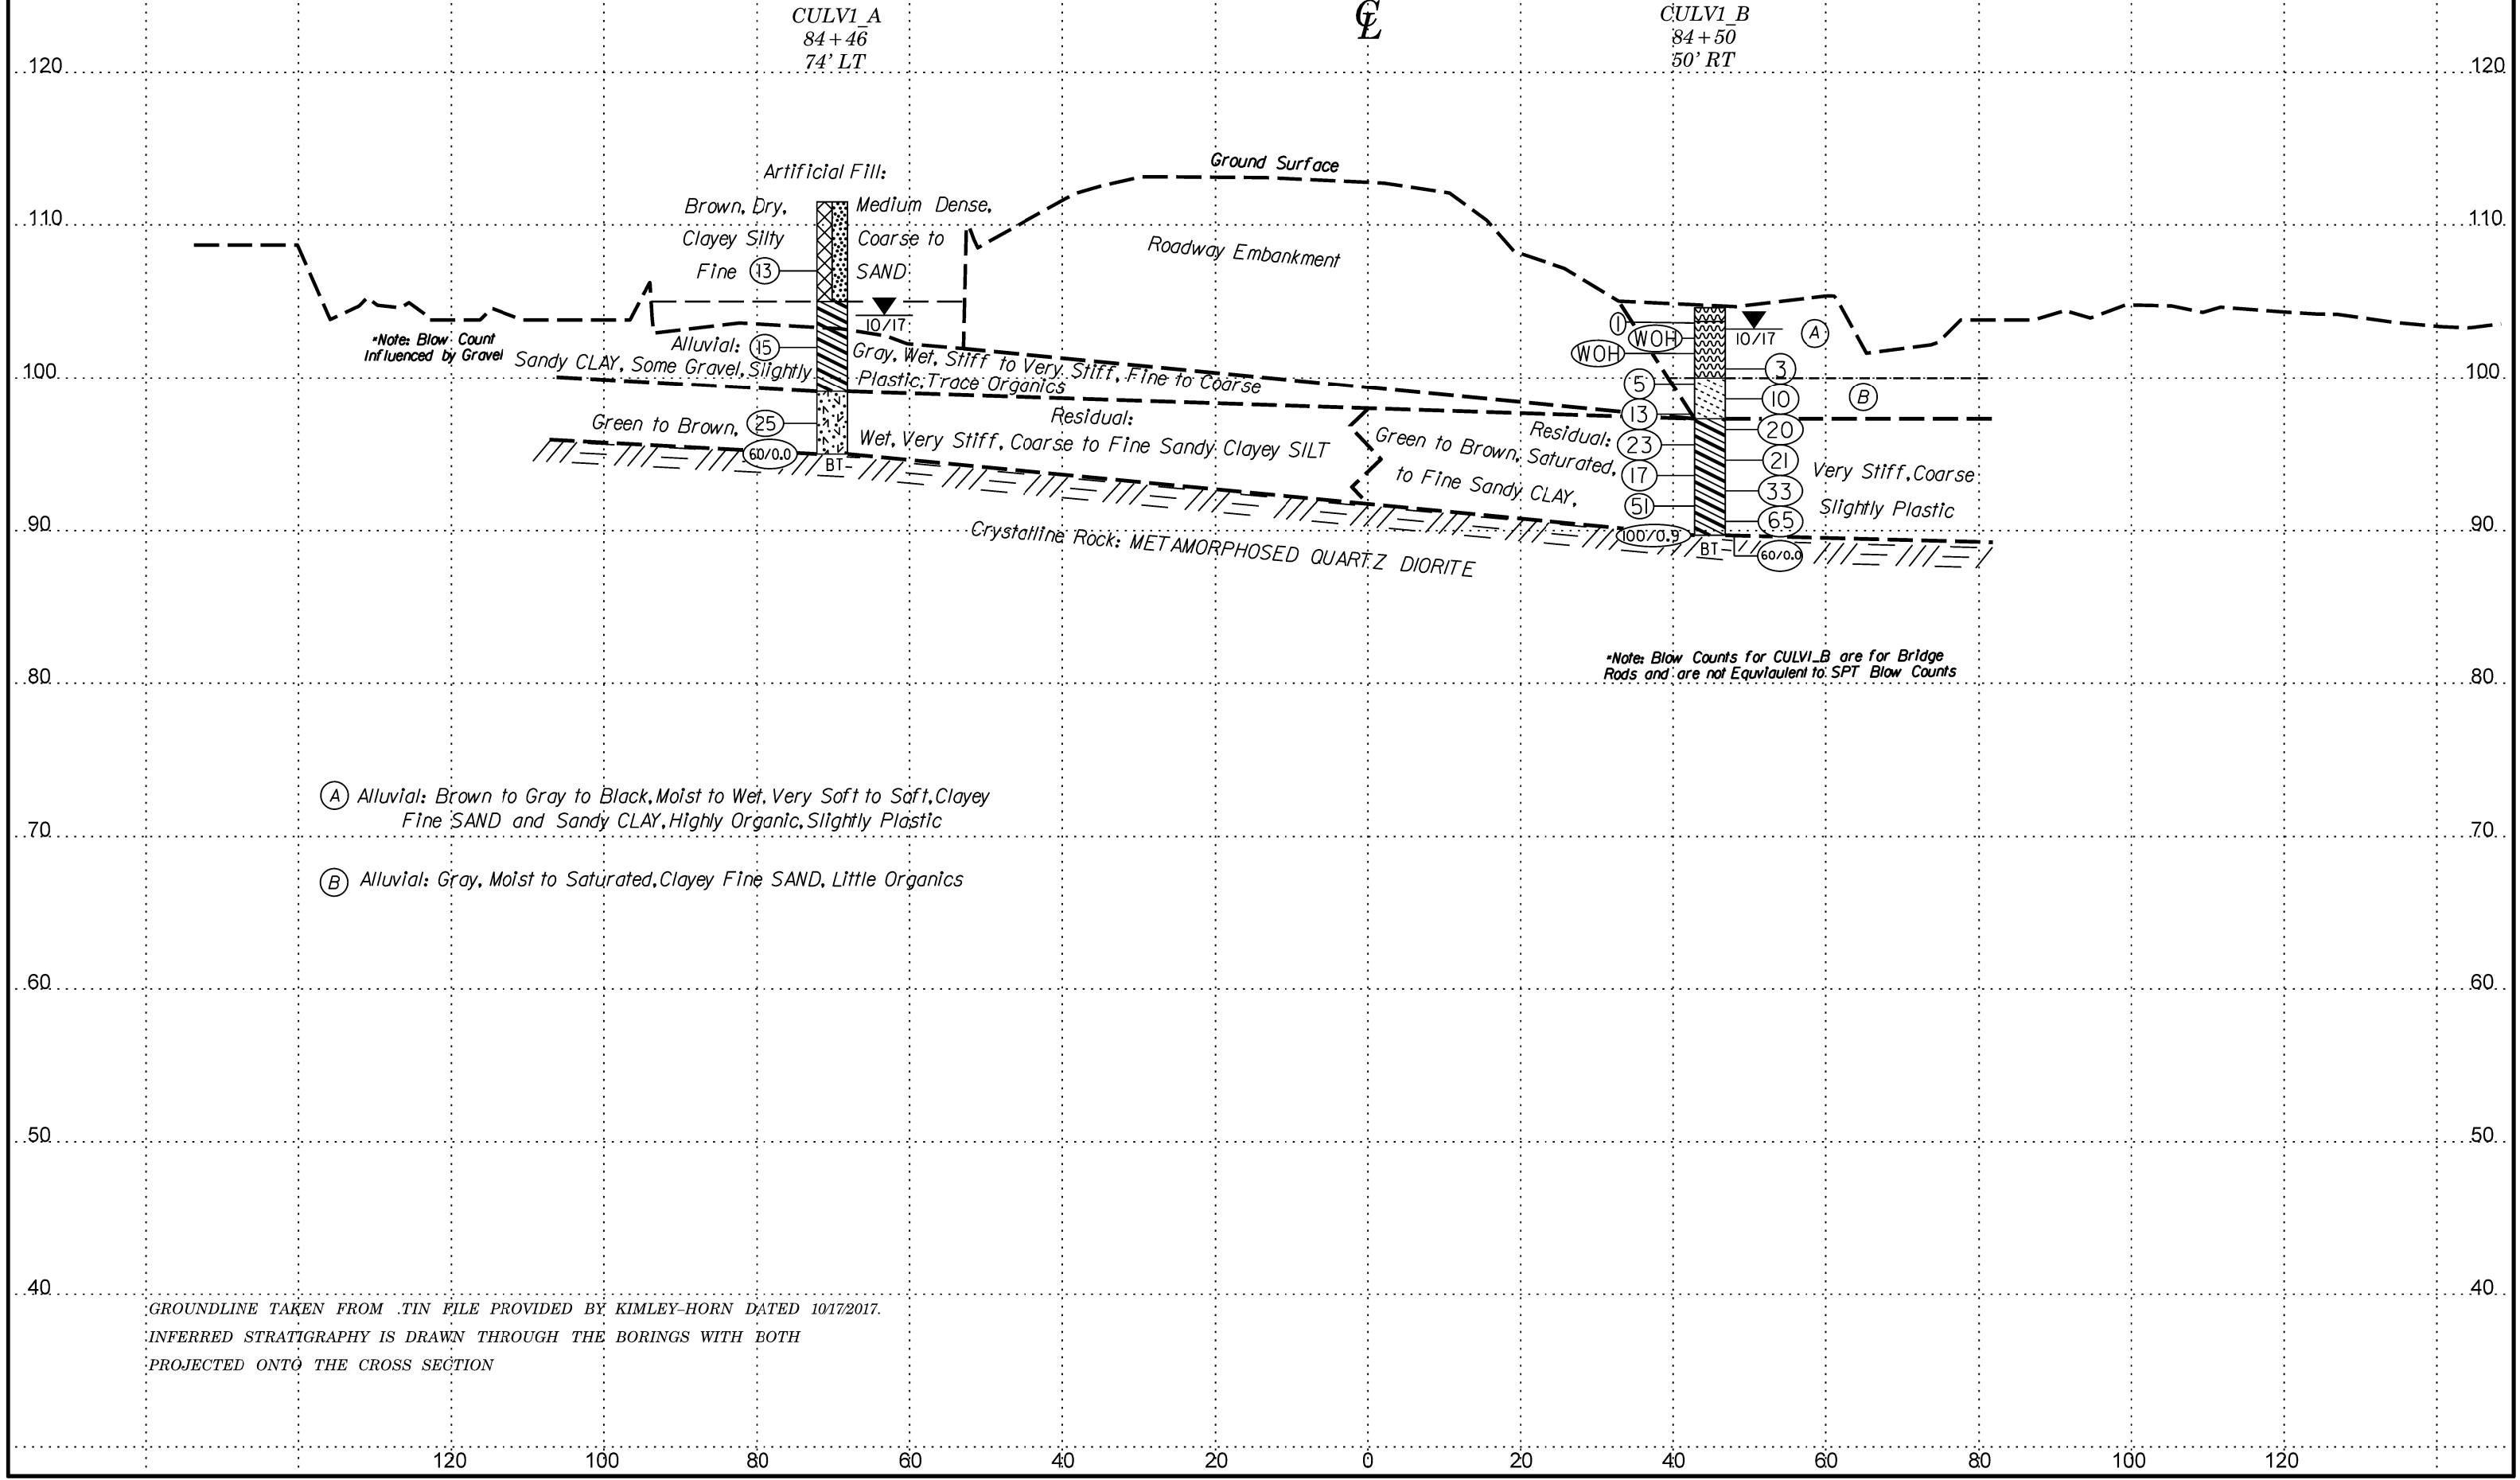 CULV1_A
84+46
74' LT
℄
CULV1_B
84+50
50' RT
120
120
Ground Surface
Artificial Fill:
Brown, Dry, Medium Dense,
110
110
Clayey Silty Coarse to
Roadway Embankment
Fine 13 SAND
10/17
1
WOH
10/17
A
*Note: Blow Count
Influenced by Gravel
Alluvial: 15 Gray, Wet, Stiff to Very Stiff, Fine to Coarse
WOH
Sandy CLAY, Some Gravel, Slightly Plastic, Trace Organics
3
100
100
5
10
B
13
Residual:
Green to Brown, 25 Wet, Very Stiff, Coarse to Fine Sandy Clayey SILT
20
Residual:
Green to Brown, Saturated, Very Stiff, Coarse
23
60/0.0
BT
21
17
to Fine Sandy CLAY, Slightly Plastic
33
51
65
90
90
Crystalline Rock: METAMORPHOSED QUARTZ DIORITE
100/0.9
BT
60/0.0
*Note: Blow Counts for CULV1_B are for Bridge
Rods and are not Equviaulent to SPT Blow Counts
80
80
A Alluvial: Brown to Gray to Black, Moist to Wet, Very Soft to Soft, Clayey
Fine SAND and Sandy CLAY, Highly Organic, Slightly Plastic
70
70
B Alluvial: Gray, Moist to Saturated, Clayey Fine SAND, Little Organics
60
60
50
50
40
40
GROUNDLINE TAKEN FROM .TIN FILE PROVIDED BY KIMLEY-HORN DATED 10/17/2017.
INFERRED STRATIGRAPHY IS DRAWN THROUGH THE BORINGS WITH BOTH
PROJECTED ONTO THE CROSS SECTION
120 100 80 60 40 20 0 20 40 60 80 100 120